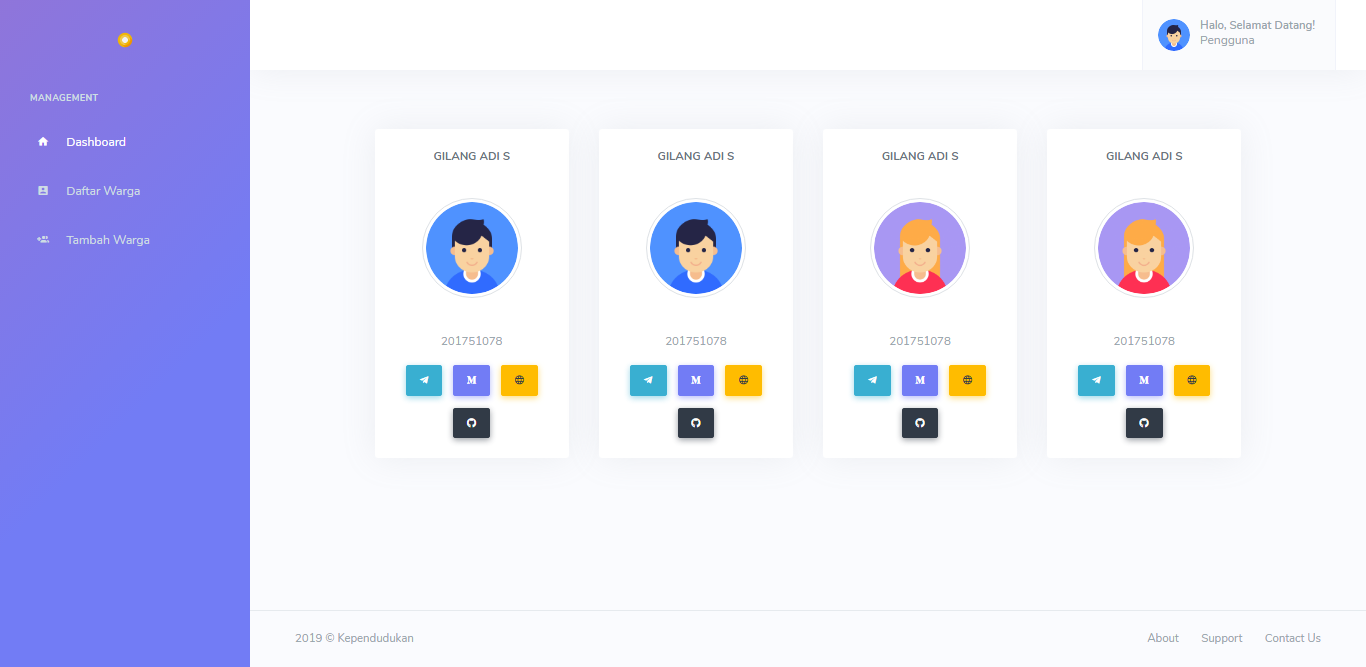 Halo, Selamat Datang!
Pengguna
MANAGEMENT
Dashboard
Daftar Warga
Tambah Warga
GILANG ADI S
201751078
GILANG ADI S
201751078
GILANG ADI S
201751078
GILANG ADI S
201751078
2019 © Kependudukan
About
Support
Contact Us